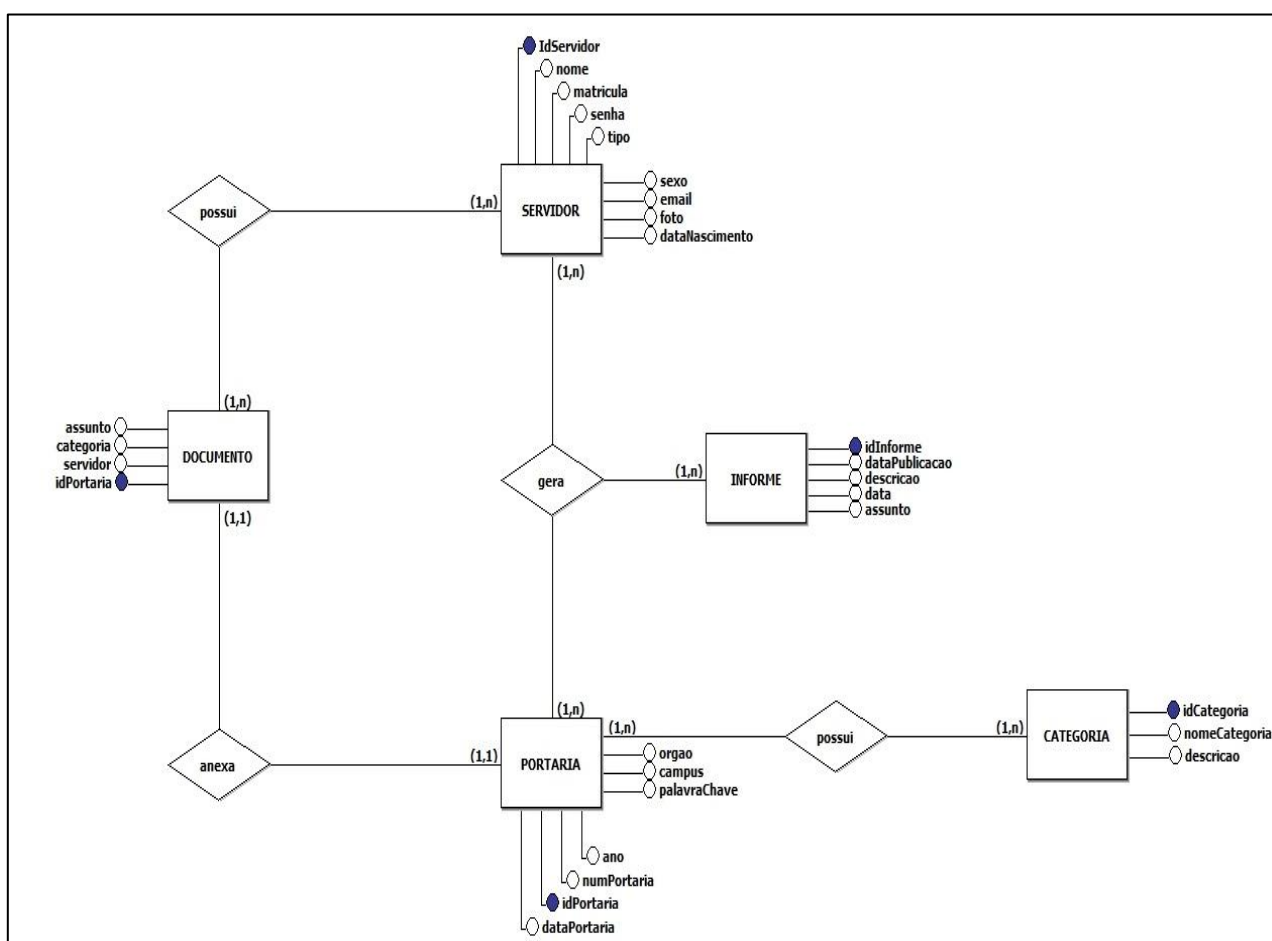 IdServidor
nome
matricula
senha
tipo
possui
(1,n)
SERVIDOR
sexo
email
foto
dataNascimento
(1,n)
(1,n)
assunto
categoria
servidor
idPortaria
DOCUMENTO
(1,1)
gera
(1,n)
INFORME
idInforme
dataPublicacao
descricao
data
assunto
(1,n)
anexa
(1,1)
PORTARIA
(1,n)
orgao
campus
palavraChave
possui
(1,n)
CATEGORIA
idCategoria
nomeCategoria
descricao
ano
numPortaria
idPortaria
dataPortaria